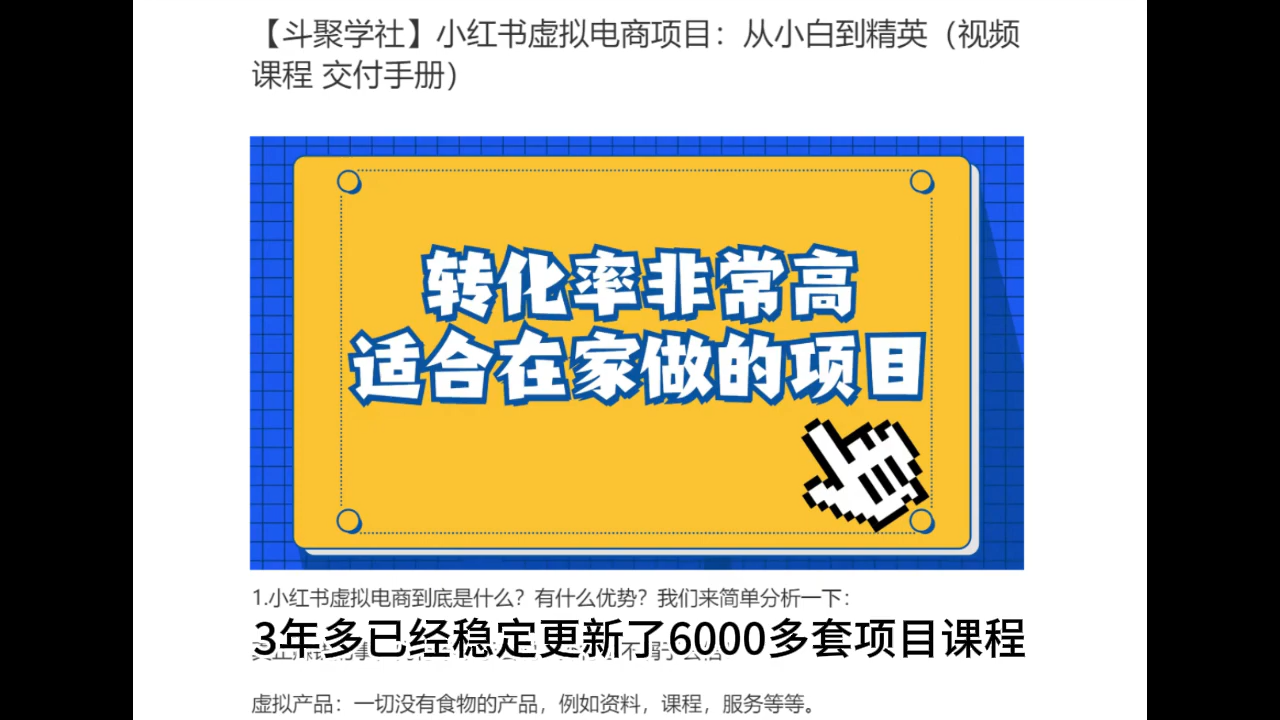 【斗聚学社】小红书虚拟电商项目：从小白到精英（视频
课程 交付手册）
转化率非常高
适合在家做的项目
1.小红书虚拟电商到底是什么？有什么优势？我们来简单分析一下：
3年多已经稳定更新了6000多套项目课程
虚拟产品：一切没有食物的产品，例如资料，课程，服务等等。